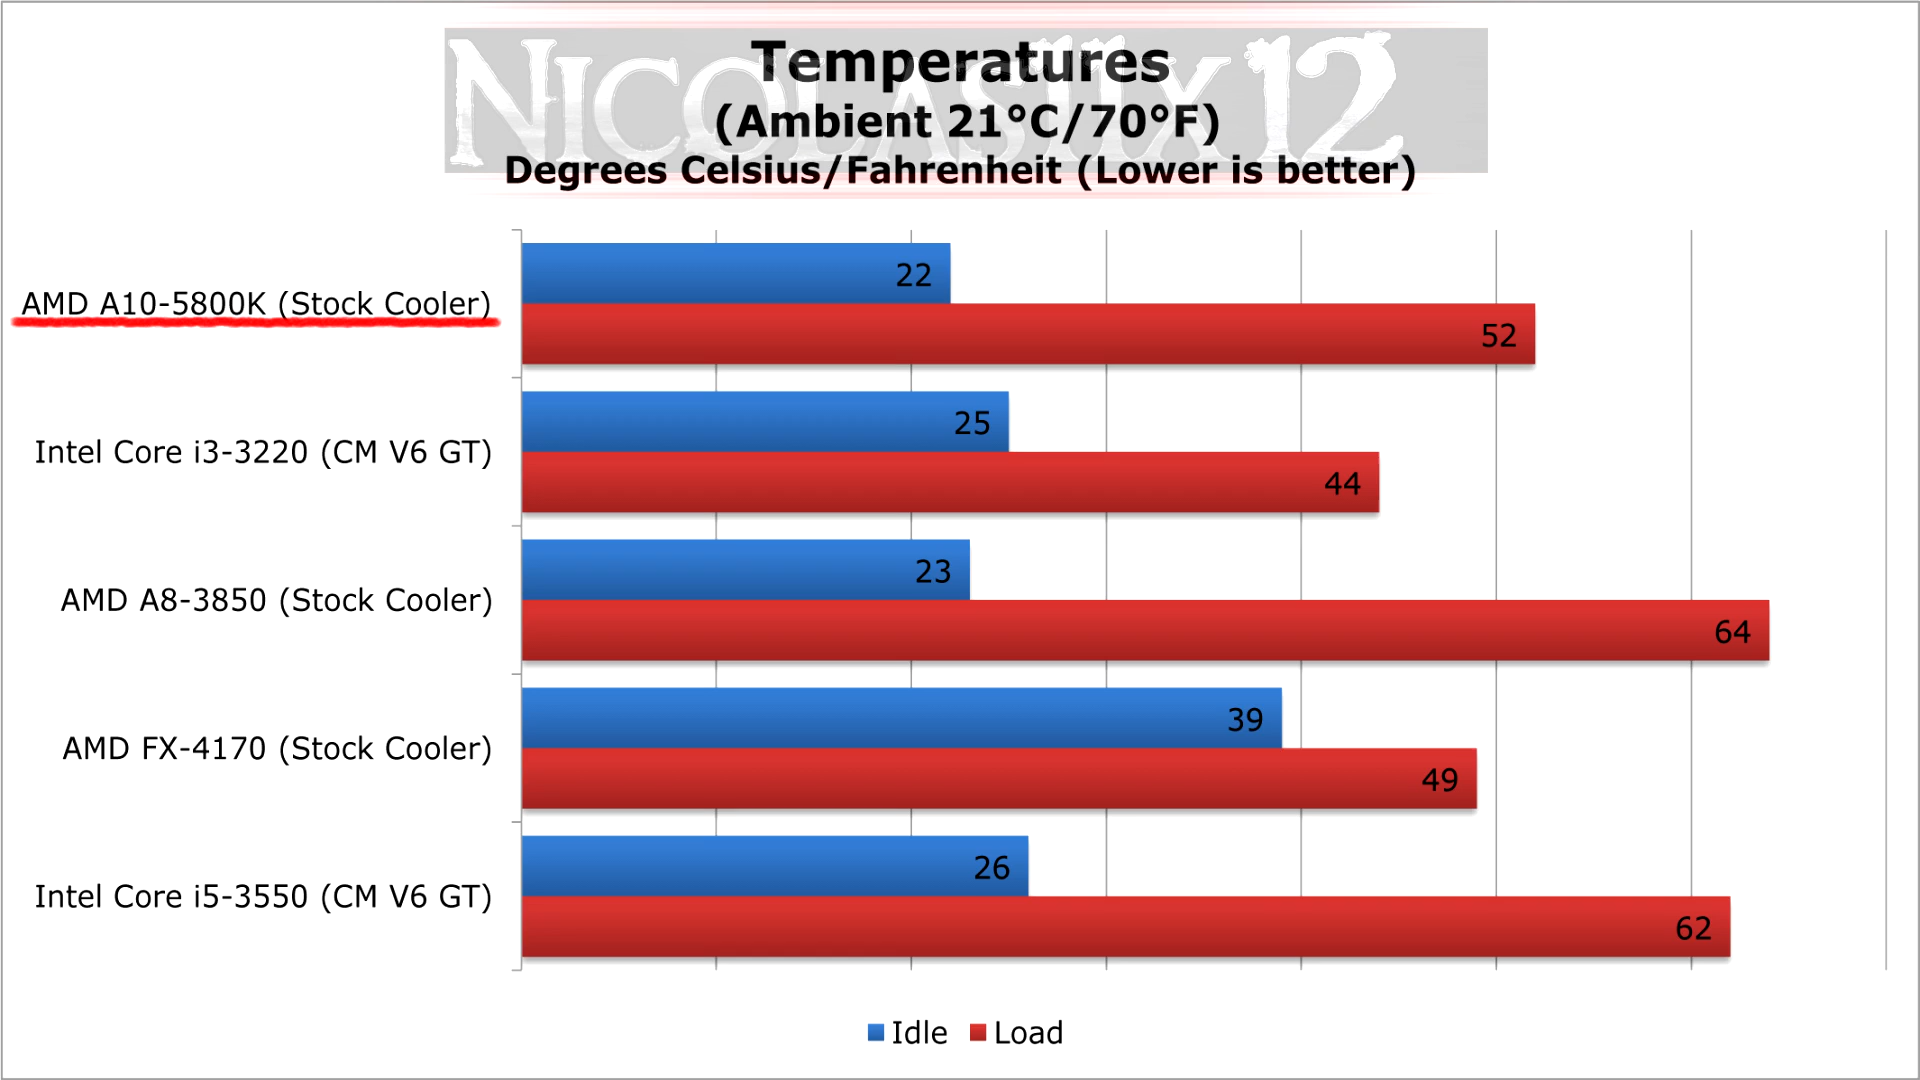 Nicolas11x12
Temperatures
(Ambient 21°C/70°F)
Degrees Celsius/Fahrenheit (Lower is better)
AMD A10-5800K (Stock Cooler)
22
52
Intel Core i3-3220 (CM V6 GT)
25
44
AMD A8-3850 (Stock Cooler)
23
64
AMD FX-4170 (Stock Cooler)
39
49
Intel Core i5-3550 (CM V6 GT)
26
62
Idle Load